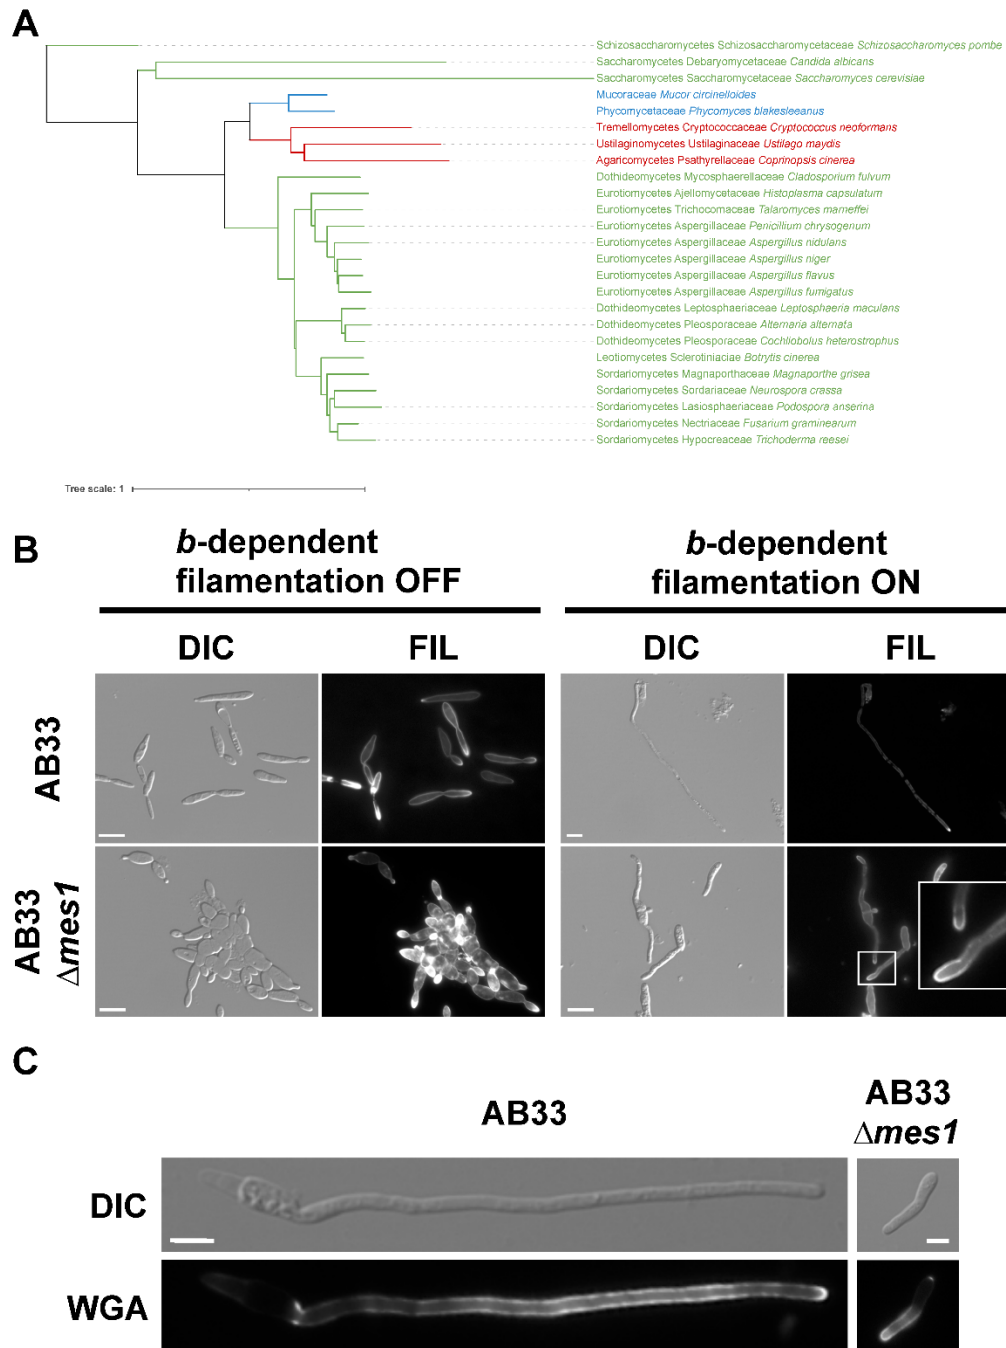 A
Schizosaccharomycetes Schizosaccharomycetaceae Schizosaccharomyces pombe
Saccharomycetes Debaryomycetaceae Candida albicans
Saccharomycetes Saccharomycetaceae Saccharomyces cerevisiae
Mucoraceae Mucor circinelloides
Phycomycetaceae Phycomyces blakesleeanus
Tremellomycetes Cryptococcaceae Cryptococcus neoformans
Ustilaginomycetes Ustilaginaceae Ustilago maydis
Agaricomycetes Psathyrellaceae Coprinopsis cinerea
Dothideomycetes Mycosphaerellaceae Cladosporium fulvum
Eurotiomycetes Ajellomycetaceae Histoplasma capsulatum
Eurotiomycetes Trichocomaceae Talaromyces marneffei
Eurotiomycetes Aspergillaceae Penicillium chrysogenum
Eurotiomycetes Aspergillaceae Aspergillus nidulans
Eurotiomycetes Aspergillaceae Aspergillus niger
Eurotiomycetes Aspergillaceae Aspergillus flavus
Eurotiomycetes Aspergillaceae Aspergillus fumigatus
Dothideomycetes Leptosphaeriaceae Leptosphaeria maculans
Dothideomycetes Pleosporaceae Alternaria alternata
Dothideomycetes Pleosporaceae Cochliobolus heterostrophus
Leotiomycetes Sclerotiniaciae Botrytis cinerea
Sordariomycetes Magnaporthaceae Magnaporthe grisea
Sordariomycetes Sordariaceae Neurospora crassa
Sordariomycetes Lasiosphaeriaceae Podospora anserina
Sordariomycetes Nectriaceae Fusarium graminearum
Sordariomycetes Hypocreaceae Trichoderma reesei
Tree scale: 1
B
b-dependent
filamentation OFF
b-dependent
filamentation ON
DIC
FIL
DIC
FIL
AB33
AB33
Δmes1
C
AB33
AB33
Δmes1
DIC
WGA